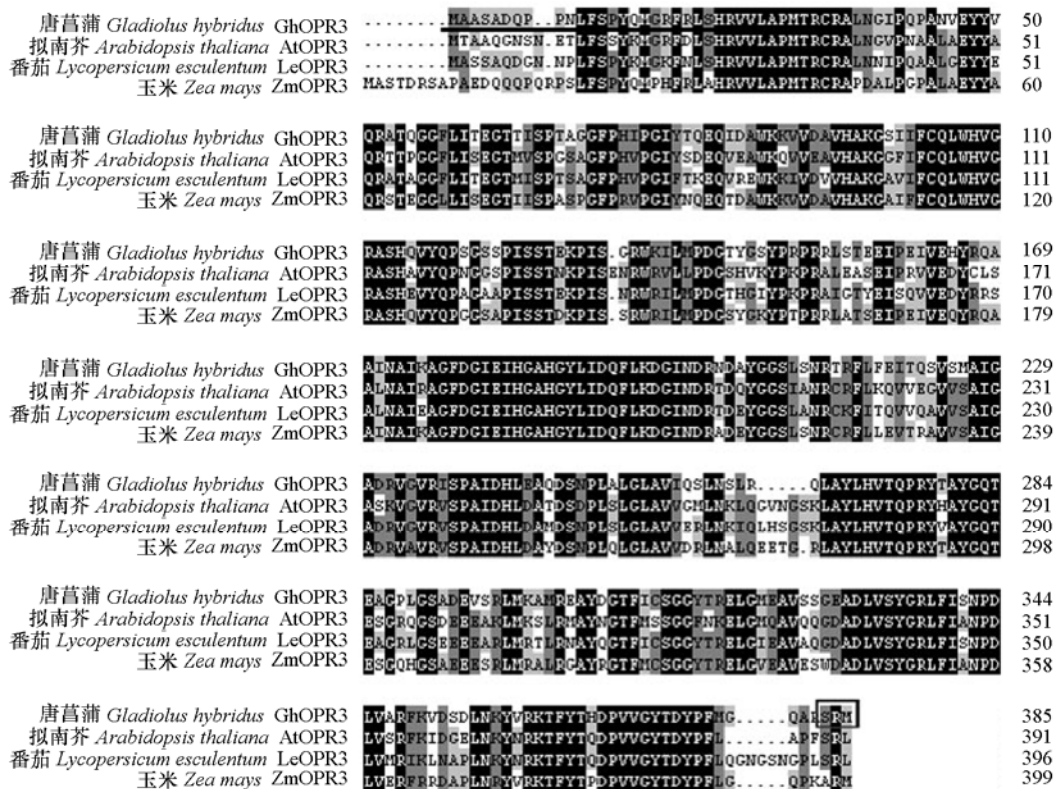 唐菖蒲 Gladiolus hybridus GhOPR3 ........MAASADQP..PNLFSPYQMGRFRLSHRVVLAPMTRCRALNGIPQPANVEYYV 50
拟南芥 Arabidopsis thaliana AtOPR3 ........MTAAQGNSN.ETLFSSYKMGRFDLSHRVVLAPMTRCRALNGVPNAALAEYYA 51
番茄 Lycopersicum esculentum LeOPR3 ........MASSAQDGN.NPLFSPYKMGKFNLSHRVVLAPMTRCRALNNIPQAALGEYYE 51
玉米 Zea mays ZmOPR3 MASTDRSAPAEDQQQPQRPSLFSPYQMPHFRLAHRVVLAPMTRCRAPDALPGPALAEYYA 60
唐菖蒲 Gladiolus hybridus GhOPR3 QRATQGGFLITEGTTISPTAGGFPHIPGIYTQEQIDAWKKVVDAVHAKGSIIFCQLWHVG 110
拟南芥 Arabidopsis thaliana AtOPR3 QRTTPGGFLISEGTMVSPGSAGFPHVPGIYSDEQVEAWKQVVEAVHAKGGFIFCQLWHVG 111
番茄 Lycopersicum esculentum LeOPR3 QRATAGGFLITEGTMISPTSAGFPHVPGIFTKEQVREWKKIVDVVHAKGAVIFCQLWHVG 111
玉米 Zea mays ZmOPR3 QRSTEGGLLISEGTIISPASPGFPRVPGIYNQEQTDAWKKVVDAVHAKGAIFFCQLWHVG 120
唐菖蒲 Gladiolus hybridus GhOPR3 RASHQVYQPSGSSPISSTEKPIS.GRWKILMPDGTYGSYPRPRRLSTEEIPEIVEHYRQA 169
拟南芥 Arabidopsis thaliana AtOPR3 RASHAVYQPNGGSPISSTNKPISENRWRVLLPDGSHVKYPKPRALEASEIPRVVEDYCLS 171
番茄 Lycopersicum esculentum LeOPR3 RASHEVYQPAGAAPISSTEKPIS.NRWRILMPDGTHGIYPKPRAIGTYEISQVVEDYRRS 170
玉米 Zea mays ZmOPR3 RASHQVYQPGGSAPISSTDKPIS.SRWRILMPDGSYGKYPTPRRLATSEIPEIVEQYRQA 179
唐菖蒲 Gladiolus hybridus GhOPR3 AINAIKAGFDGIEIHGAHGYLIDQFLKDGINDRNDAYGGSLSNRTRFLFEITQSVSMAIG 229
拟南芥 Arabidopsis thaliana AtOPR3 ALNAIRAGFDGIEIHGAHGYLIDQFLKDGINDRTDQYGGSIANRCRFLKQVVEGVVSAIG 231
番茄 Lycopersicum esculentum LeOPR3 ALNAIEAGFDGIEIHGAHGYLIDQFLKDGINDRTDEYGGSLANRCKFITQVVQAVVSAIG 230
玉米 Zea mays ZmOPR3 AINAIKAGFDGIEIHGAHGYLIDQFLKDGINDRADEYGGSLSNRCRFLLEVTRAVVSAIG 239
唐菖蒲 Gladiolus hybridus GhOPR3 ADRVGVRISPAIDHLEAQDSNPLALGLAVIQSLNSLR.....QLAYLHVTQPRYTAYGQT 284
拟南芥 Arabidopsis thaliana AtOPR3 ASKVGVRVSPAIDHLDATDSDPLSLGLAVVGMLNKLQGVNGSKLAYLHVTQPRYHAYGQT 291
番茄 Lycopersicum esculentum LeOPR3 ADRVGVRVSPAIDHLDAMDSNPLSLGLAVVERLNKIQLHSGSKLAYLHVTQPRYVAYGQT 290
玉米 Zea mays ZmOPR3 ADRVAVRVSPAIDHLDAYDSNPLQLGLAVVDRLNALQEETG.RLAYLHVTQPRYTAYGQT 298
唐菖蒲 Gladiolus hybridus GhOPR3 EAGPLGSADEVSRLMKAMREAYDGTFICSGGYTRELGMEAVSSGEADLVSYGRLFISNPD 344
拟南芥 Arabidopsis thaliana AtOPR3 ESGRQGSDEEEAKLMKSLRMAYNGTFMSSGGFNKELGMQAVQQGDADLVSYGRLFIANPD 351
番茄 Lycopersicum esculentum LeOPR3 EAGRLGSEEEEARLMRTLRNAYQGTFICSGGYTRELGIEAVAQGDADLVSYGRLFISNPD 350
玉米 Zea mays ZmOPR3 ESGQHGSAEEESRLMRALRGAYRGTFMCSGGYTRELGVEAVESWDADLVSYGRLFIANPD 358
唐菖蒲 Gladiolus hybridus GhOPR3 LVARFKVDSDLNKYVRKTFYTHDPVVGYTDYPFMG.....QAPSRM 385
拟南芥 Arabidopsis thaliana AtOPR3 LVSRFKIDGELNKYNRKTFYTQDPVVGYTDYPFL......APFSRL 391
番茄 Lycopersicum esculentum LeOPR3 LVMRIKLNAPLNKYNRKTFYTQDPVVGYTDYPFLQGNGSNGPLSRL 396
玉米 Zea mays ZmOPR3 LVERFRRDAPLNRYVRKTFYTPDPVVGYTDYPFLG.....QPKARM 399